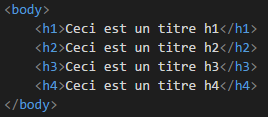 <body>
    <h1>Ceci est un titre h1</h1>
    <h2>Ceci est un titre h2</h2>
    <h3>Ceci est un titre h3</h3>
    <h4>Ceci est un titre h4</h4>
</body>